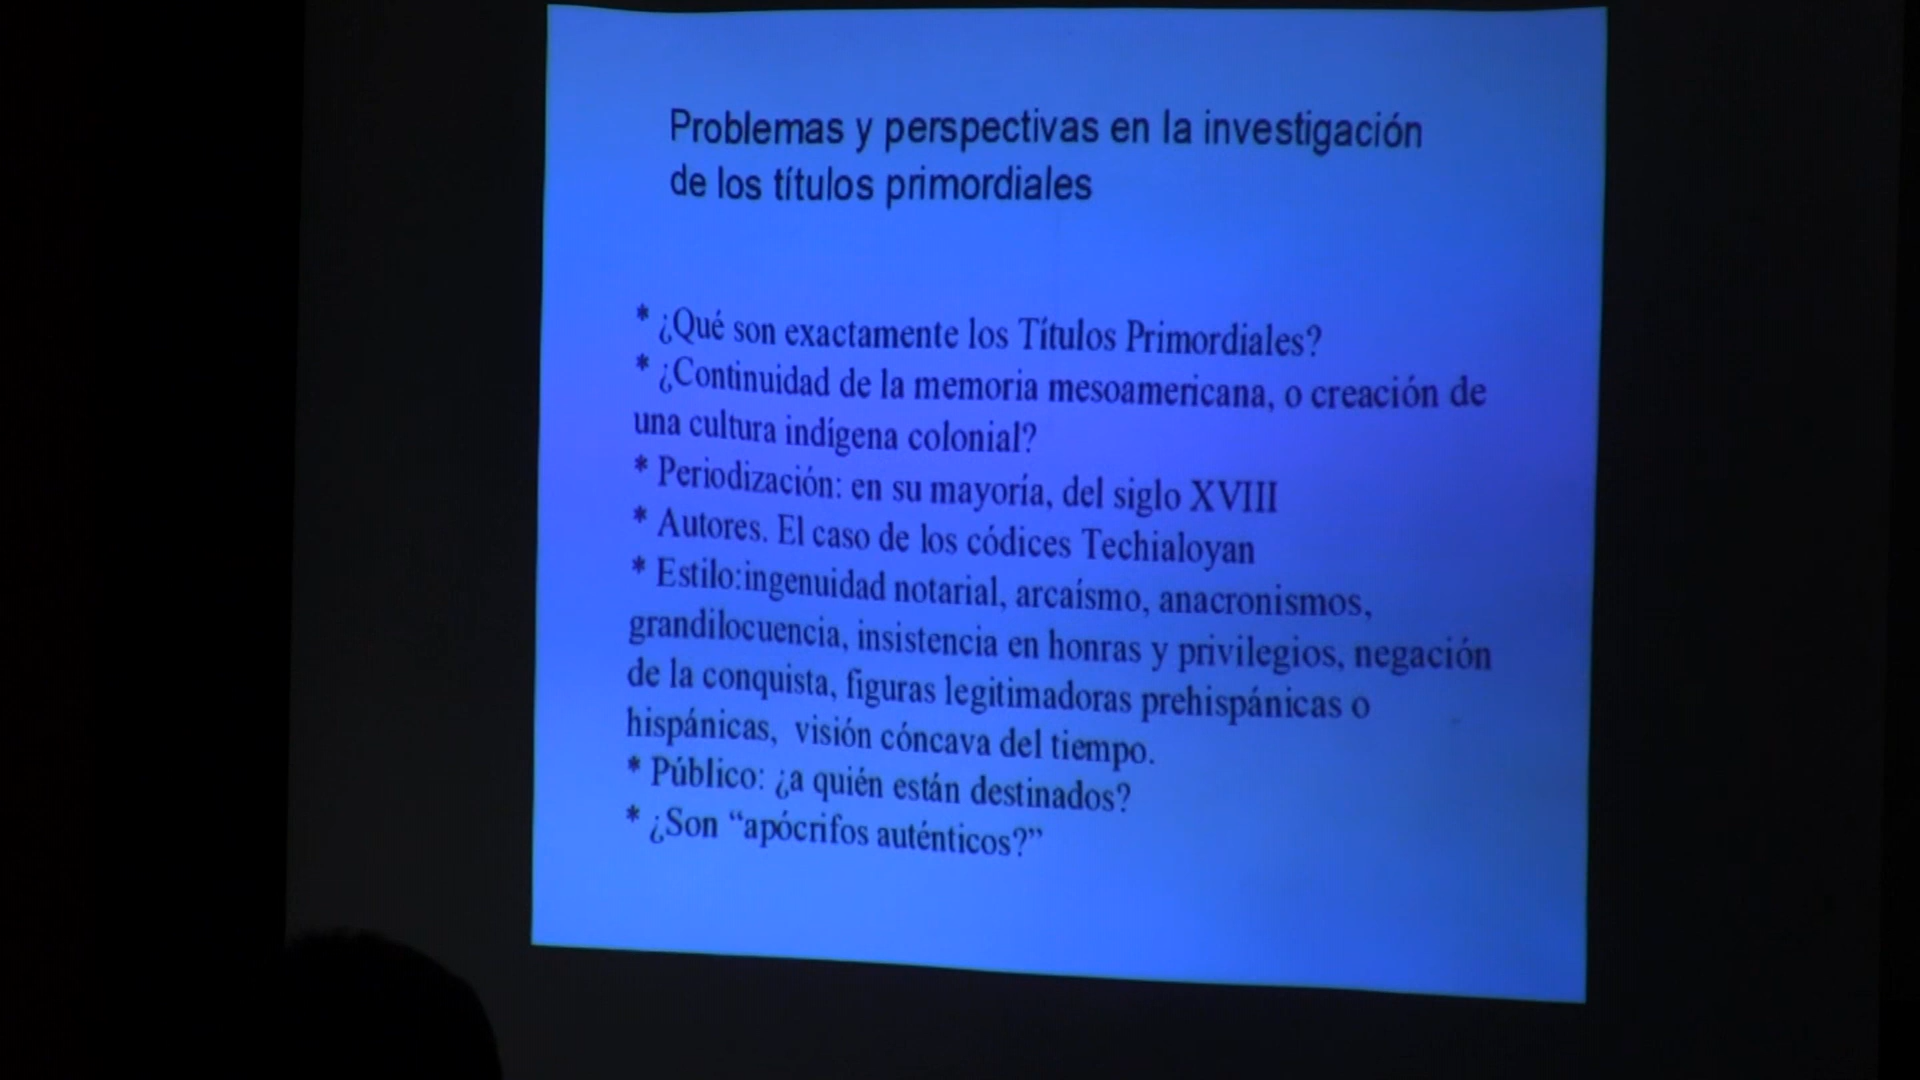 Problemas y perspectivas en la investigación
de los títulos primordiales
* ¿Qué son exactamente los Títulos Primordiales?
* ¿Continuidad de la memoria mesoamericana, o creación de
una cultura indígena colonial?
* Periodización: en su mayoría, del siglo XVIII
* Autores. El caso de los códices Techialoyan
* Estilo:ingenuidad notarial, arcaísmo, anacronismos,
grandilocuencia, insistencia en honras y privilegios, negación
de la conquista, figuras legitimadoras prehispánicas o
hispánicas, visión cóncava del tiempo.
* Público: ¿a quién están destinados?
* ¿Son “apócrifos auténticos?”